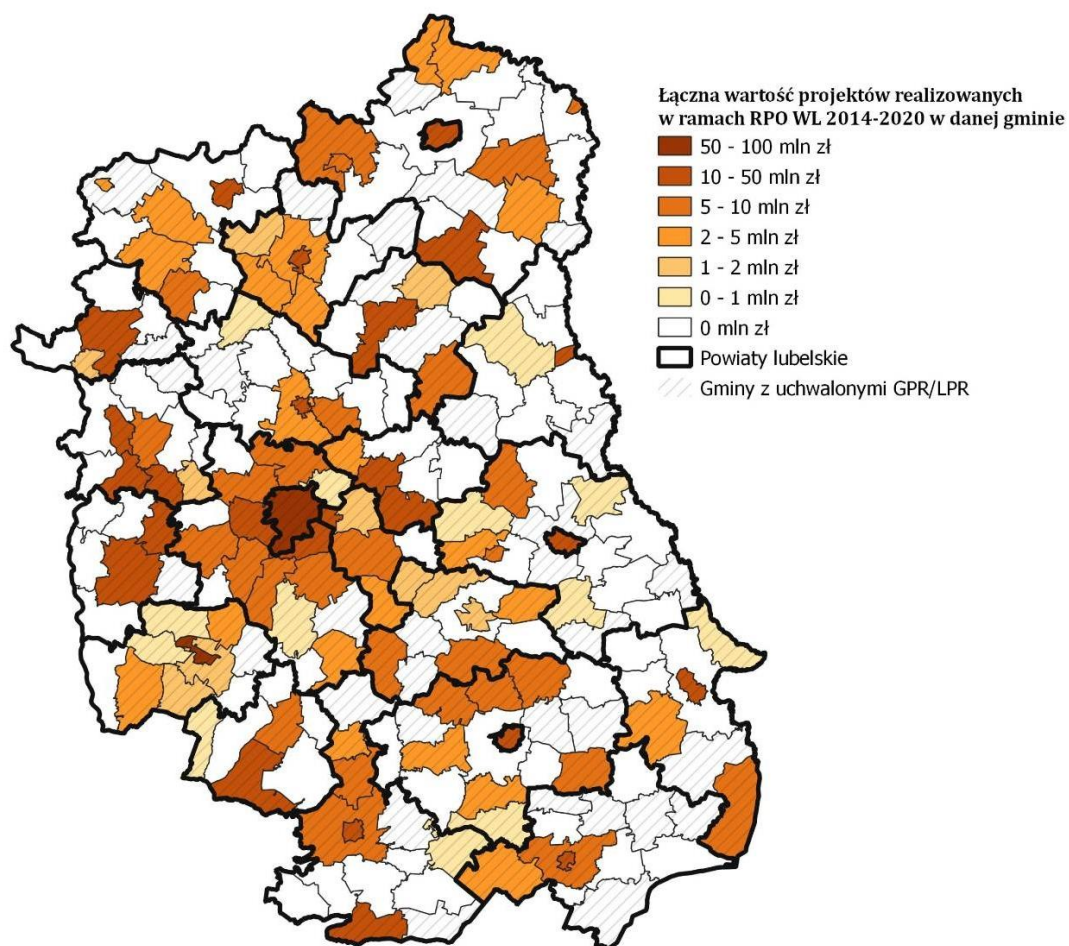 Łączna wartość projektów realizowanych
w ramach RPO WL 2014-2020 w danej gminie
50 - 100 mln zł
10 - 50 mln zł
5 - 10 mln zł
2 - 5 mln zł
1 - 2 mln zł
0 - 1 mln zł
0 mln zł
Powiaty lubelskie
Gminy z uchwalonymi GPR/LPR